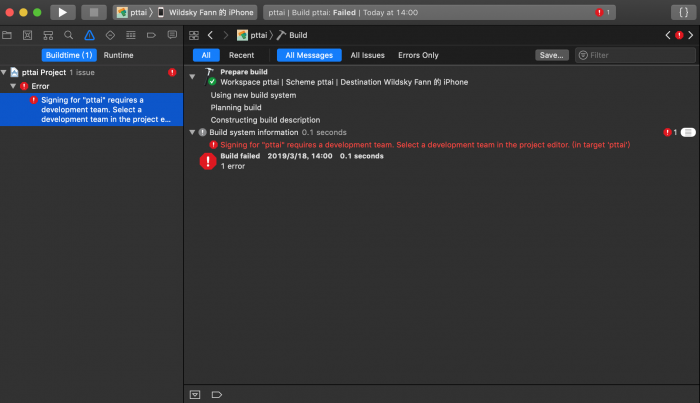 pttai 〉 Wildsky Fann 的 iPhone
pttai | Build pttai: Failed | Today at 14:00
1
pttai 〉 Build
Buildtime (1)
Runtime
All
Recent
All Messages
All Issues
Errors Only
Save...
Filter
pttai Project 1 issue
Error
Signing for "pttai" requires a
development team. Select a
development team in the project e...
Prepare build
Workspace pttai | Scheme pttai | Destination Wildsky Fann 的 iPhone
Using new build system
Planning build
Constructing build description
Build system information 0.1 seconds
1
Signing for "pttai" requires a development team. Select a development team in the project editor. (in target 'pttai')
Build failed 2019/3/18, 14:00 0.1 seconds
1 error